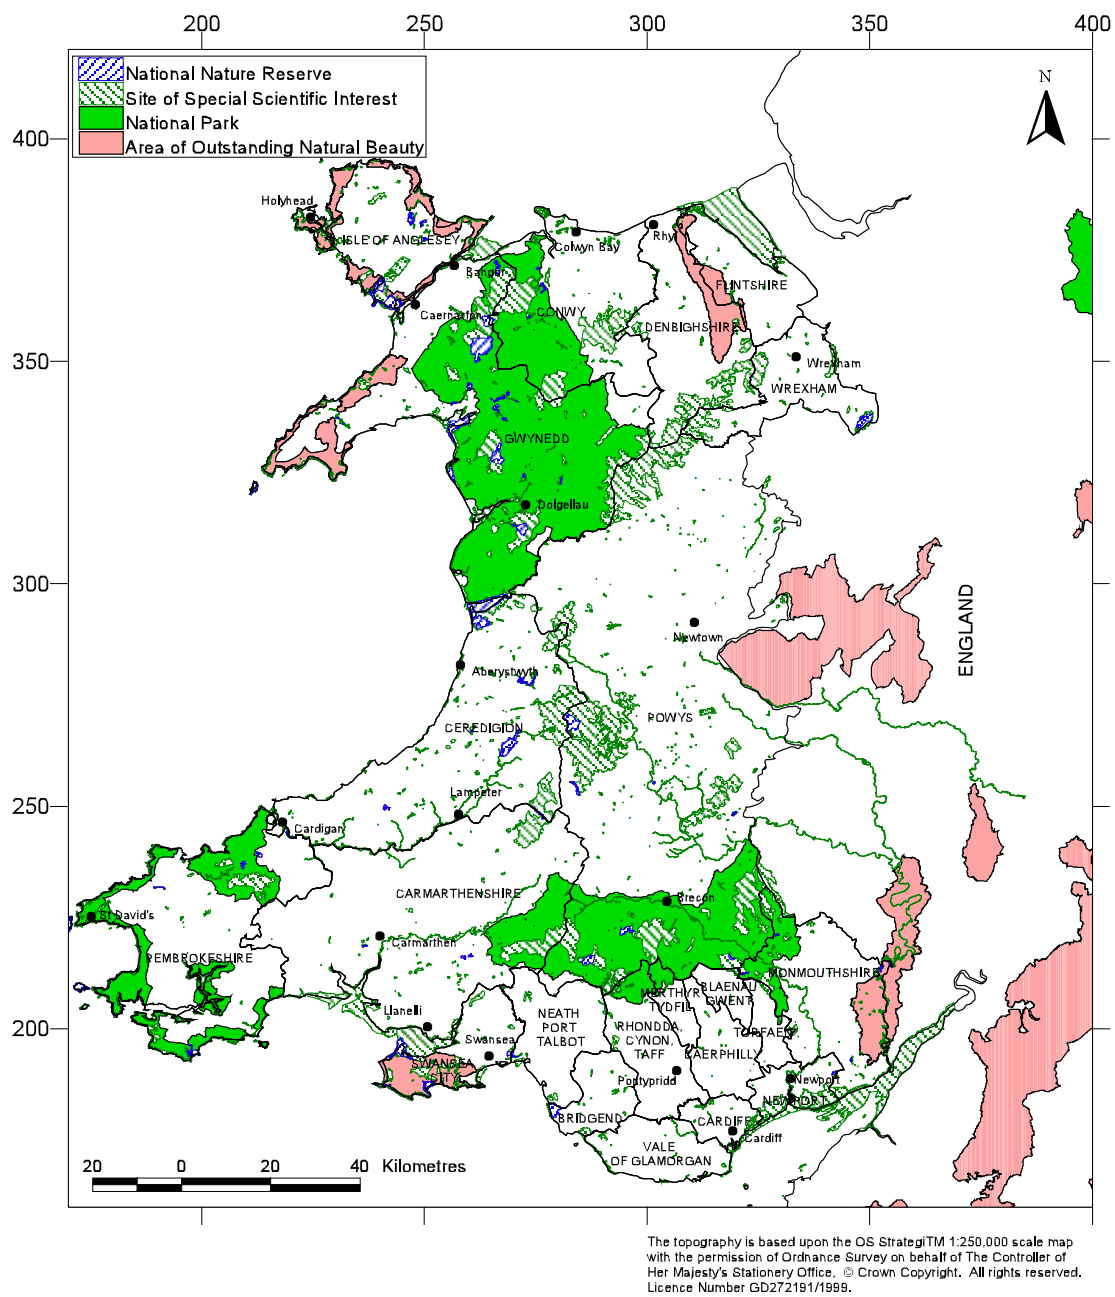 200 250 300 350 400
National Nature Reserve
Site of Special Scientific Interest
National Park
Area of Outstanding Natural Beauty
N
400
Holyhead
ISLE OF ANGLESEY
Colwyn Bay
Rhyl
Bangor
FLINTSHIRE
Caernarfon
CONWY
DENBIGHSHIRE
350
Wrexham
WREXHAM
GWYNEDD
Dolgellau
300
ENGLAND
Newtown
Aberystwyth
POWYS
CEREDIGION
250
Lampeter
Cardigan
CARMARTHENSHIRE
Brecon
St David's
Carmarthen
PEMBROKESHIRE
MONMOUTHSHIRE
BLAENAU
GWENT
MERTHYR
TYDFIL
Llanelli
NEATH
PORT
TALBOT
200
RHONDDA,
CYNON,
TAFF
TORFAEN
Swansea
CAERPHILLY
SWANSEA
CITY
Pontypridd
Newport
NEWPORT
BRIDGEND
CARDIFF
Cardiff
VALE
OF GLAMORGAN
20 0 20 40 Kilometres
The topography is based upon the OS StrategiTM 1:250,000 scale map
with the permission of Ordnance Survey on behalf of The Controller of
Her Majesty's Stationery Office, © Crown Copyright. All rights reserved.
Licence Number GD272191/1999.